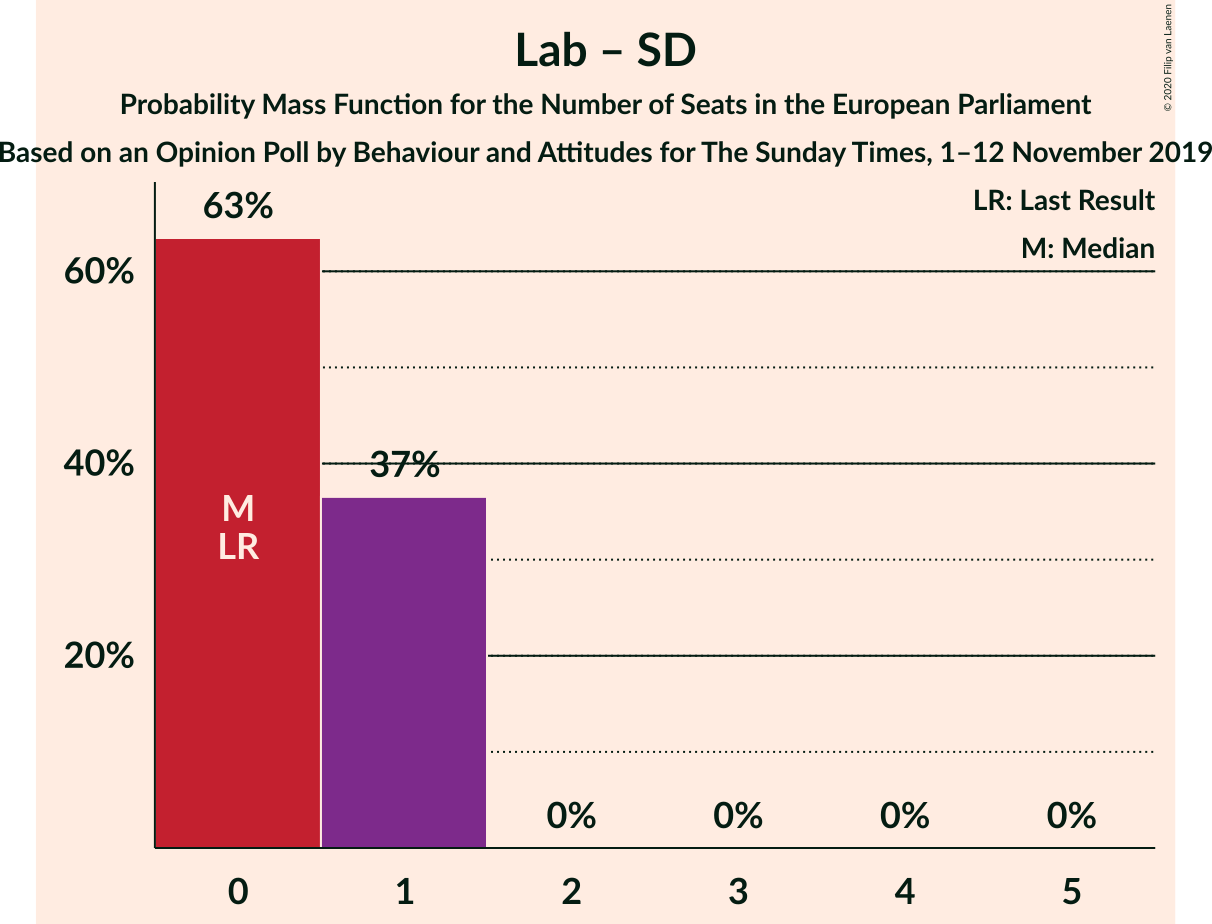 Lab – SD
Probability Mass Function for the Number of Seats in the European Parliament
Based on an Opinion Poll by Behaviour and Attitudes for The Sunday Times, 1–12 November 2019
© 2020 Filip van Laenen
LR: Last Result
M: Median
63%
60%
40%
37%
M
LR
20%
0% 0% 0% 0%
0 1 2 3 4 5